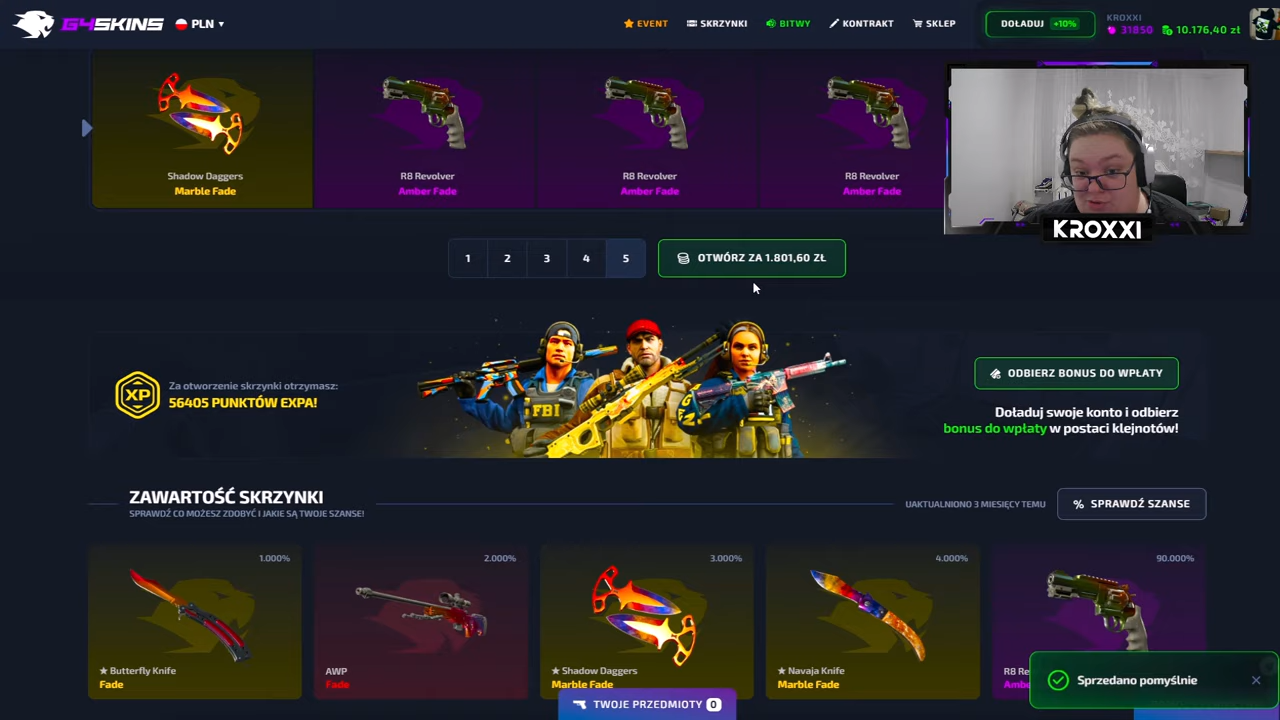 G4SKINS
PLN
EVENT
SKRZYNKI
BITWY
KONTRAKT
SKLEP
DOŁADUJ +10%
KROXXI
31850
10.176,40 zł
Shadow Daggers
Marble Fade
R8 Revolver
Amber Fade
R8 Revolver
Amber Fade
R8 Revolver
Amber Fade
KROXXI
1
2
3
4
5
OTWÓRZ ZA 1.801,60 ZŁ
XP
Za otworzenie skrzynki otrzymasz:
56405 PUNKTÓW EXPA!
FBI
ODBIERZ BONUS DO WPŁATY
Doładuj swoje konto i odbierz
bonus do wpłaty w postaci klejnotów!
ZAWARTOŚĆ SKRZYNKI
SPRAWDŹ CO MOŻESZ ZDOBYĆ I JAKIE SĄ TWOJE SZANSE!
UAKTUALNIONO 3 MIESIĘCY TEMU
% SPRAWDŹ SZANSE
1.000%
★ Butterfly Knife
Fade
2.000%
AWP
Fade
3.000%
★ Shadow Daggers
Marble Fade
4.000%
★ Navaja Knife
Marble Fade
90.000%
R8 Re
Ambe
Sprzedano pomyślnie
TWOJE PRZEDMIOTY 0